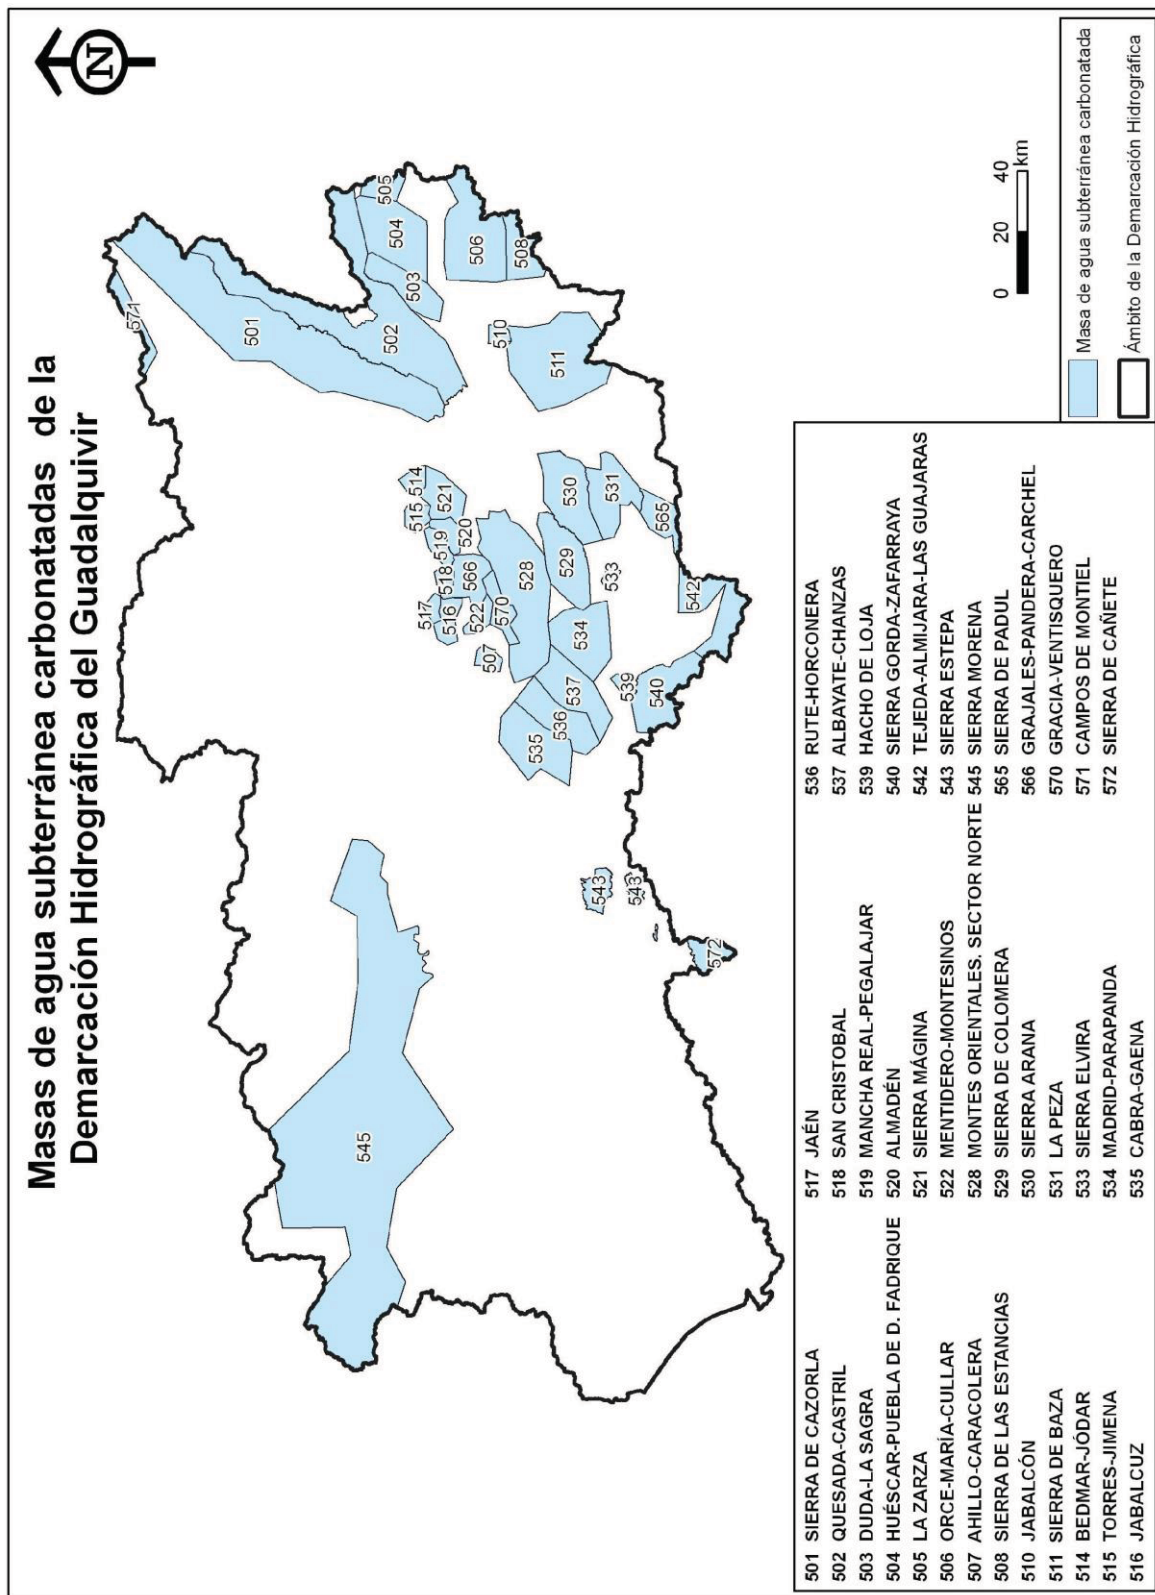 Masas de agua subterránea carbonatadas de la
Demarcación Hidrográfica del Guadalquivir
N
571
501
502
503
504
505
506
508
510
511
514
515
521
519
520
518
566
517
516
522
570
507
528
529
530
531
565
533
534
542
537
536
535
539
540
543
543
572
545
0 20 40
km
Masa de agua subterránea carbonatada
Ámbito de la Demarcación Hidrográfica
501 SIERRA DE CAZORLA
502 QUESADA-CASTRIL
503 DUDA-LA SAGRA
504 HUÉSCAR-PUEBLA DE D. FADRIQUE
505 LA ZARZA
506 ORCE-MARÍA-CULLAR
507 AHILLO-CARACOLERA
508 SIERRA DE LAS ESTANCIAS
510 JABALCÓN
511 SIERRA DE BAZA
514 BEDMAR-JÓDAR
515 TORRES-JIMENA
516 JABALCUZ
517 JAÉN
518 SAN CRISTOBAL
519 MANCHA REAL-PEGALAJAR
520 ALMADÉN
521 SIERRA MÁGINA
522 MENTIDERO-MONTESINOS
528 MONTES ORIENTALES. SECTOR NORTE
529 SIERRA DE COLOMERA
530 SIERRA ARANA
531 LA PEZA
533 SIERRA ELVIRA
534 MADRID-PARAPANDA
535 CABRA-GAENA
536 RUTE-HORCONERA
537 ALBAYATE-CHANZAS
539 HACHO DE LOJA
540 SIERRA GORDA-ZAFARRAYA
542 TEJEDA-ALMIJARA-LAS GUAJARAS
543 SIERRA ESTEPA
545 SIERRA MORENA
565 SIERRA DE PADUL
566 GRAJALES-PANDERA-CARCHEL
570 GRACIA-VENTISQUERO
571 CAMPOS DE MONTIEL
572 SIERRA DE CAÑETE